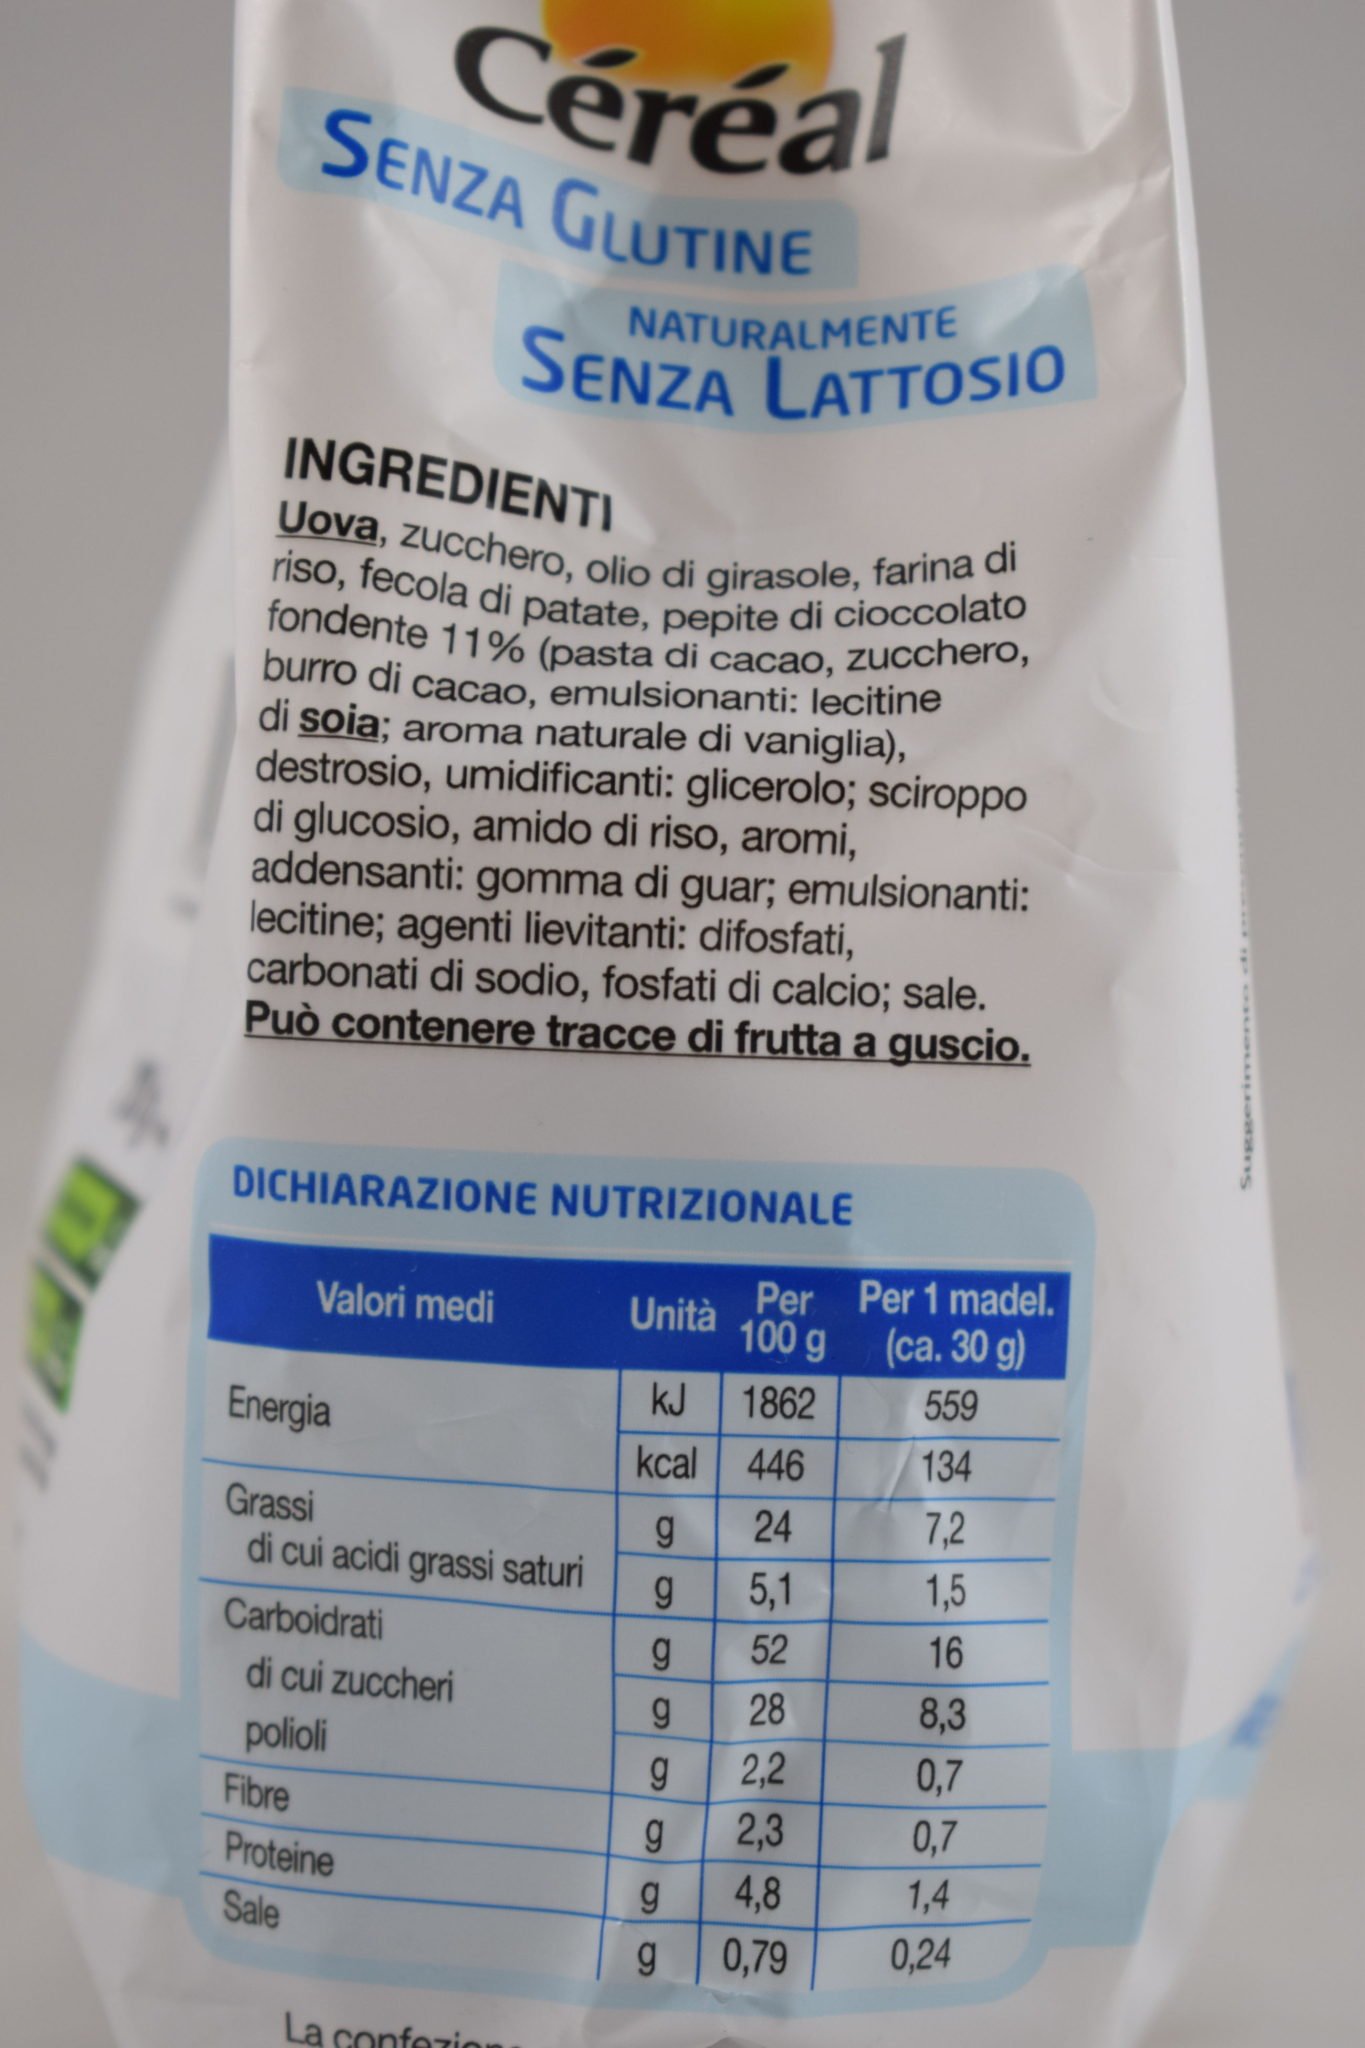 Céréal
SENZA GLUTINE
NATURALMENTE
SENZA LATTOSIO
INGREDIENTI
Uova, zucchero, olio di girasole, farina di
riso, fecola di patate, pepite di cioccolato
fondente 11% (pasta di cacao, zucchero,
burro di cacao, emulsionanti: lecitine
di soia; aroma naturale di vaniglia),
destrosio, umidificanti: glicerolo; sciroppo
di glucosio, amido di riso, aromi,
addensanti: gomma di guar; emulsionanti:
lecitine; agenti lievitanti: difosfati,
carbonati di sodio, fosfati di calcio; sale.
Può contenere tracce di frutta a guscio.
DICHIARAZIONE NUTRIZIONALE
Valori medi Unità Per 100 g Per 1 madel. (ca. 30 g)
Energia kJ 1862 559
kcal 446 134
Grassi g 24 7,2
di cui acidi grassi saturi g 5,1 1,5
Carboidrati g 52 16
di cui zuccheri g 28 8,3
polioli g 2,2 0,7
Fibre g 2,3 0,7
Proteine g 4,8 1,4
Sale g 0,79 0,24
La
Suggerimento di